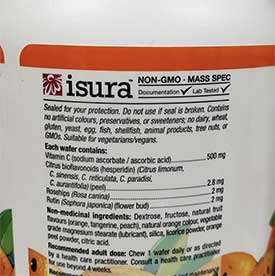 isura™ NON-GMO · MASS SPEC
Documentation ✓ Lab Tested ✓
Sealed for your protection. Do not use if seal is broken. Contains
no artificial colours, preservatives, or sweeteners; no dairy, wheat,
gluten, yeast, egg, fish, shellfish, animal products, tree nuts, or
GMOs. Suitable for vegetarians/vegans.
Each wafer contains:
Vitamin C (sodium ascorbate / ascorbic acid) 500 mg
Citrus bioflavonoids (hesperidin) (Citrus limonum,
C. sinensis, C. reticulata, C. paradisi,
C. aurantifolia) (peel) 2.8 mg
Rosehips (Rosa canina) 2 mg
Rutin (Sophora japonica) (flower bud) 2 mg
Non-medicinal ingredients: Dextrose, fructose, natural fruit
flavours (orange, tangerine, peach), natural orange colour, vegetable
grade magnesium stearate (lubricant), silica, licorice powder, orange
peel powder, citric acid.
Recommended adult dose: Chew 1 wafer daily or as directed
by a health care practitioner. Consult a health care practitioner
for use beyond 4 weeks.